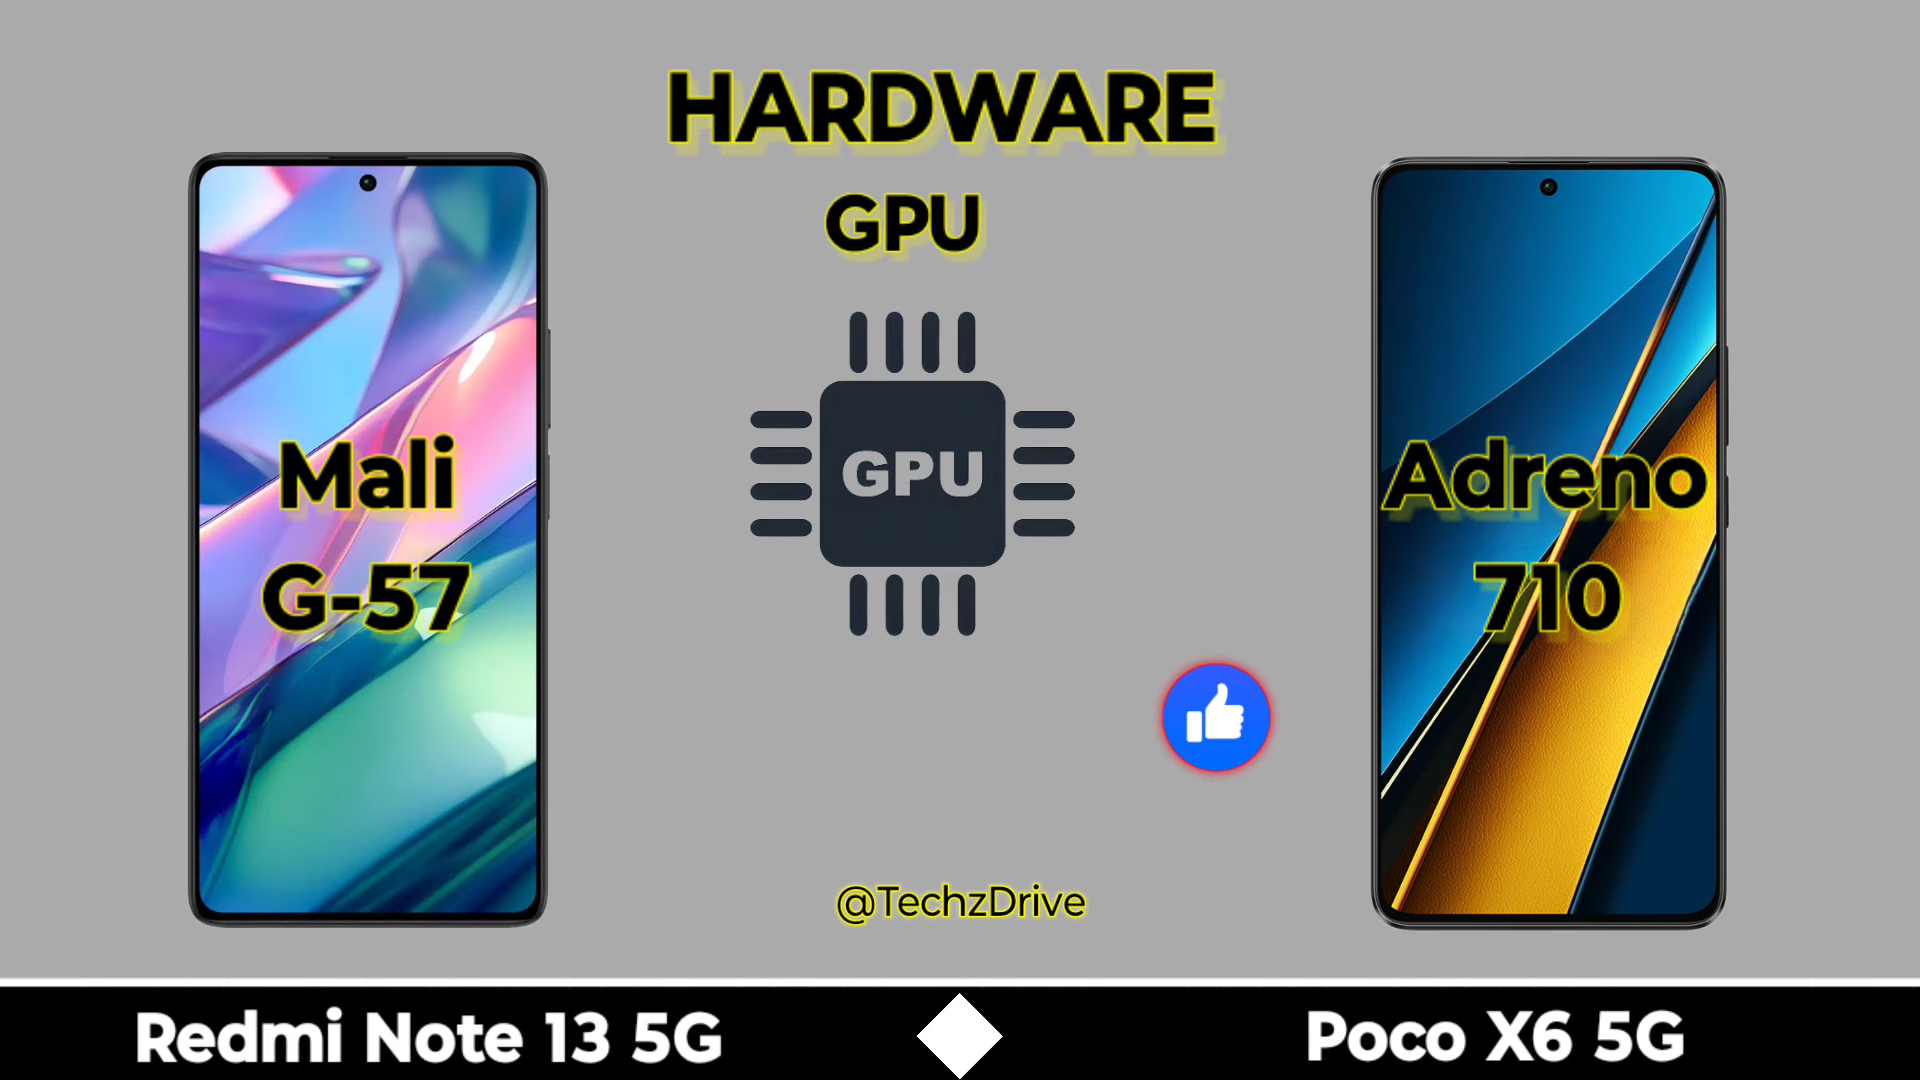 HARDWARE
GPU
GPU
Mali
G-57
Adreno
710
@TechzDrive
Redmi Note 13 5G
Poco X6 5G